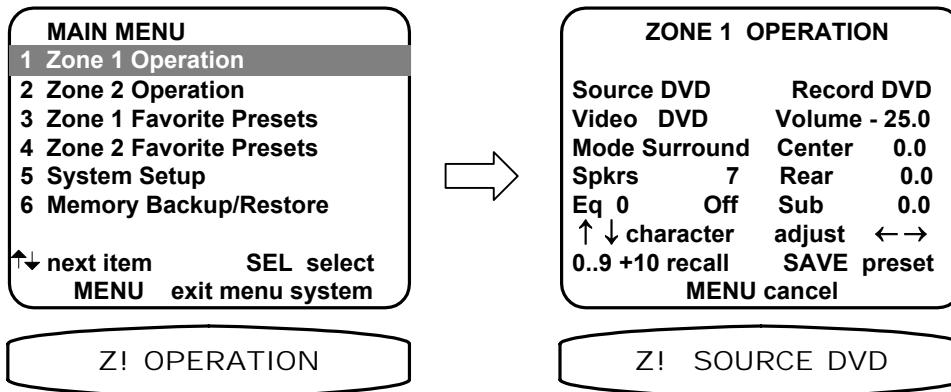 MAIN MENU
1 Zone 1 Operation
2 Zone 2 Operation
3 Zone 1 Favorite Presets
4 Zone 2 Favorite Presets
5 System Setup
6 Memory Backup/Restore
↑↓ next item SEL select
MENU exit menu system
Z! OPERATION
ZONE 1 OPERATION
Source DVD Record DVD
Video DVD Volume - 25.0
Mode Surround Center 0.0
Spkrs 7 Rear 0.0
Eq 0 Off Sub 0.0
↑ ↓ character adjust ← →
0..9 +10 recall SAVE preset
MENU cancel
Z! SOURCE DVD